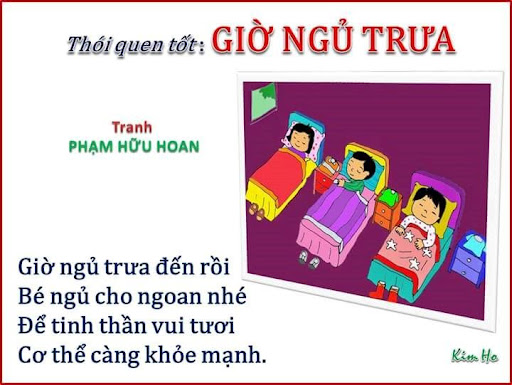 Thói quen tốt : GIỜ NGỦ TRƯA
Tranh
PHẠM HỮU HOAN
Giờ ngủ trưa đến rồi
Bé ngủ cho ngoan nhé
Để tinh thần vui tươi
Cơ thể càng khỏe mạnh.
Kim Ho